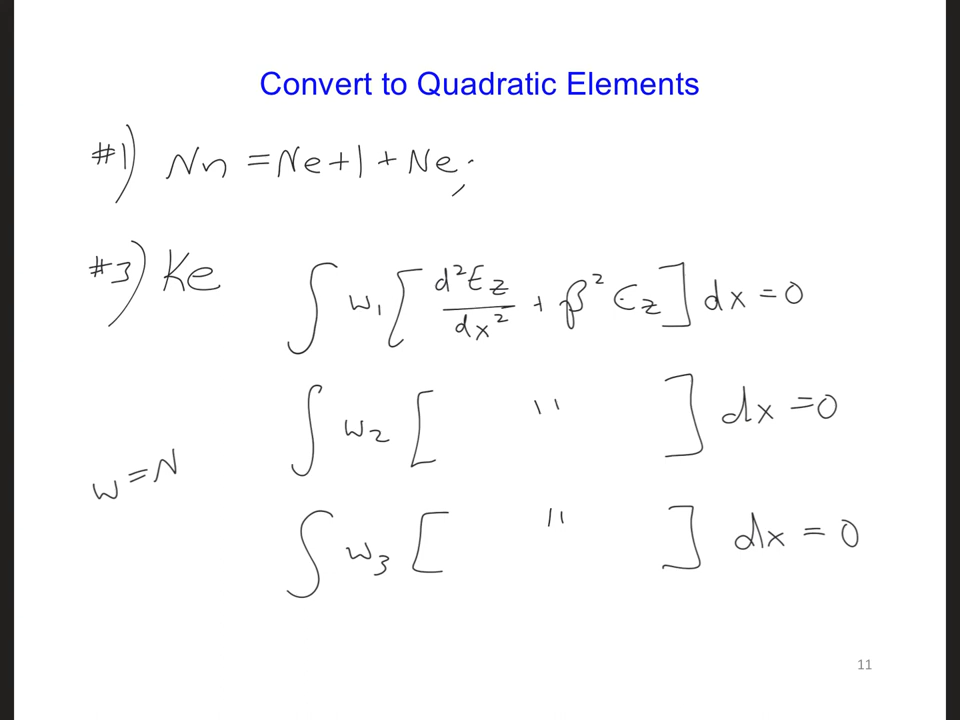 Convert to Quadratic Elements
#1) Nn = Ne + 1 + Ne;
#3) Ke ∫ w₁ [ d²Ez/dx² + β² Ez ] dx = 0
∫ w₂ [ " ] dx = 0
w = N
∫ w₃ [ " ] dx = 0
11